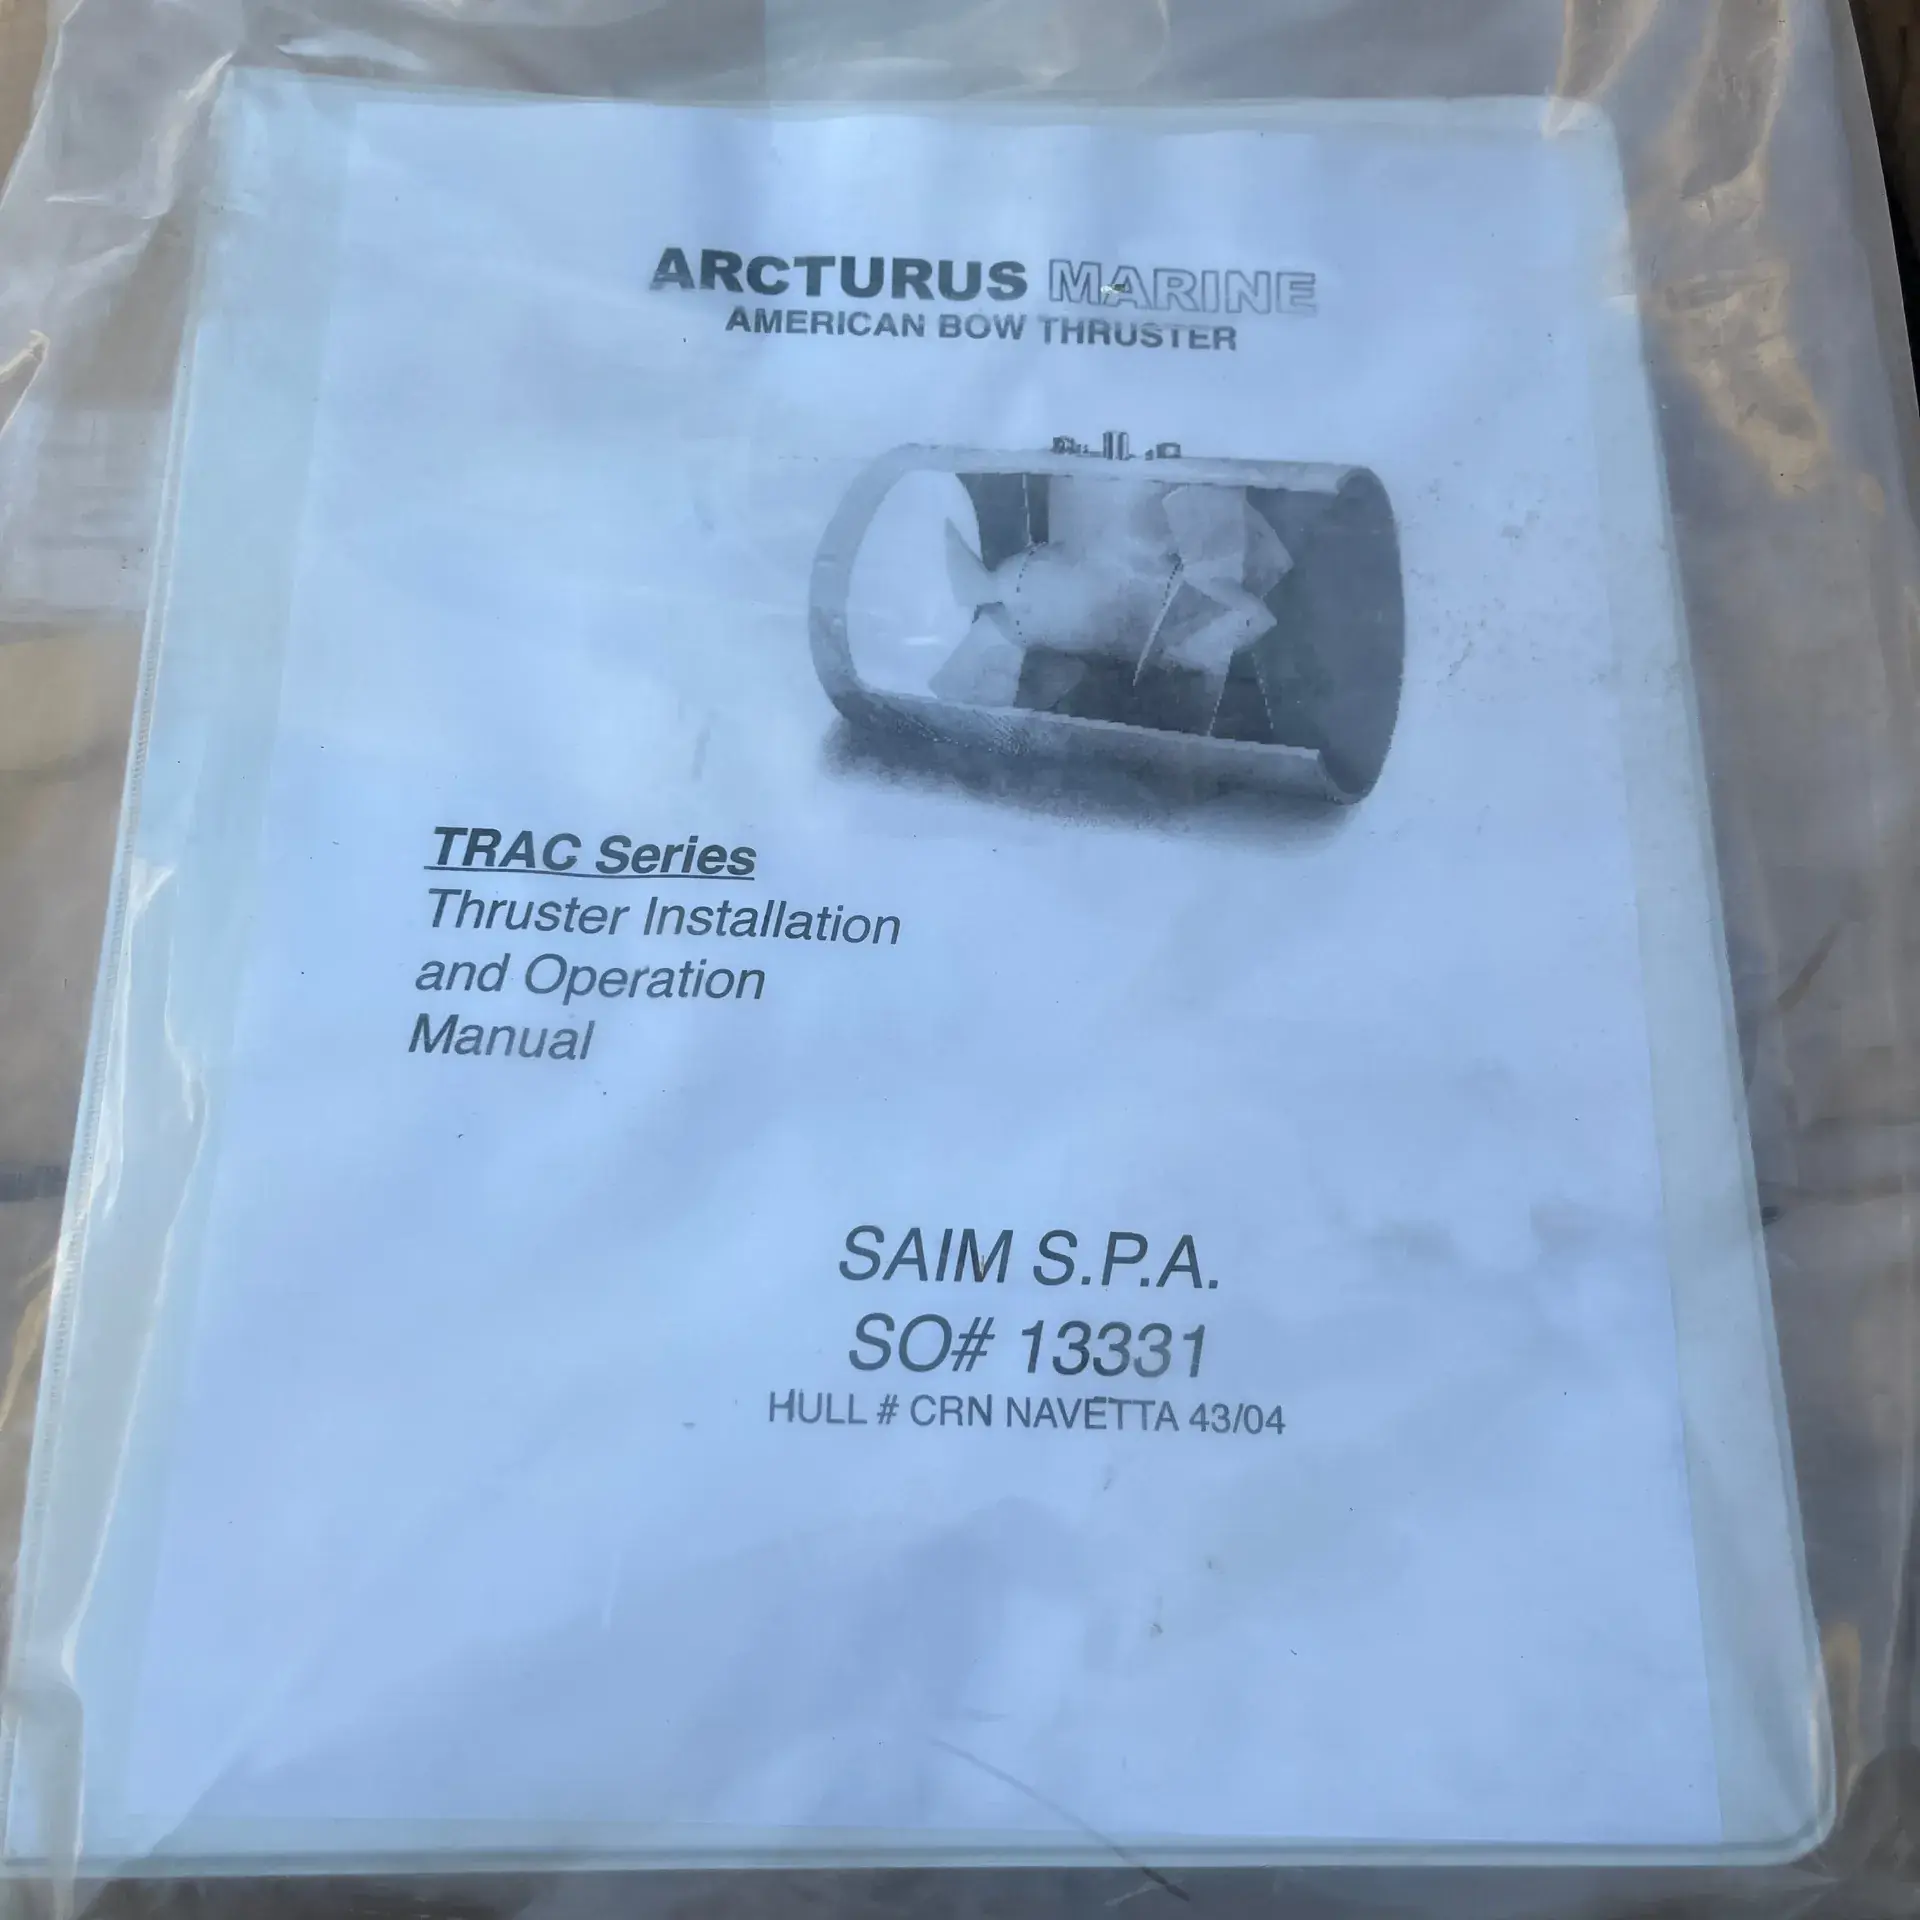 ARCTURUS MARINE
AMERICAN BOW THRUSTER
TRAC Series
Thruster Installation
and Operation
Manual
SAIM S.P.A.
SO# 13331
HULL # CRN NAVETTA 43/04